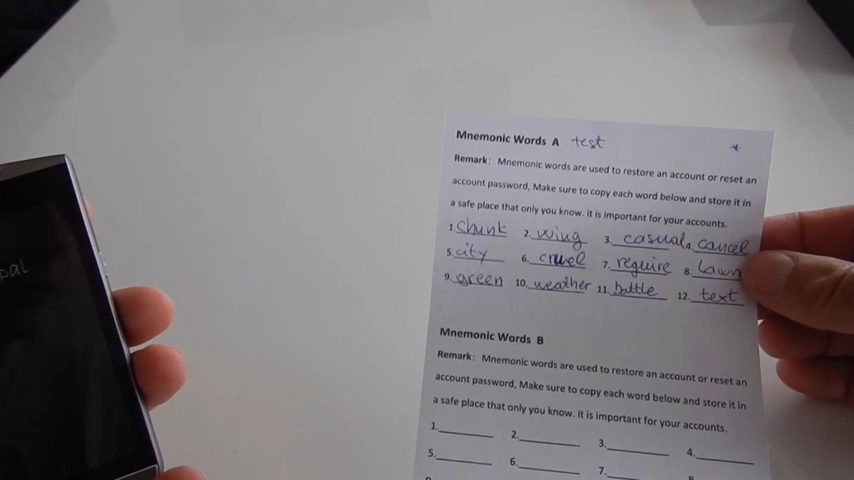 pal
Mnemonic Words A test *
Remark: Mnemonic words are used to restore an account or reset an
account password, Make sure to copy each word below and store it in
a safe place that only you know. it is important for your accounts.
1. chunk 2. wing 3. casual 4. cancel
5. city 6. cruel 7. require 8. lawn
9. green 10. weather 11. bottle 12. text
Mnemonic Words B
Remark: Mnemonic words are used to restore an account or reset an
account password, Make sure to copy each word below and store it in
a safe place that only you know. it is important for your accounts.
1. 2. 3. 4.
5. 6. 7.